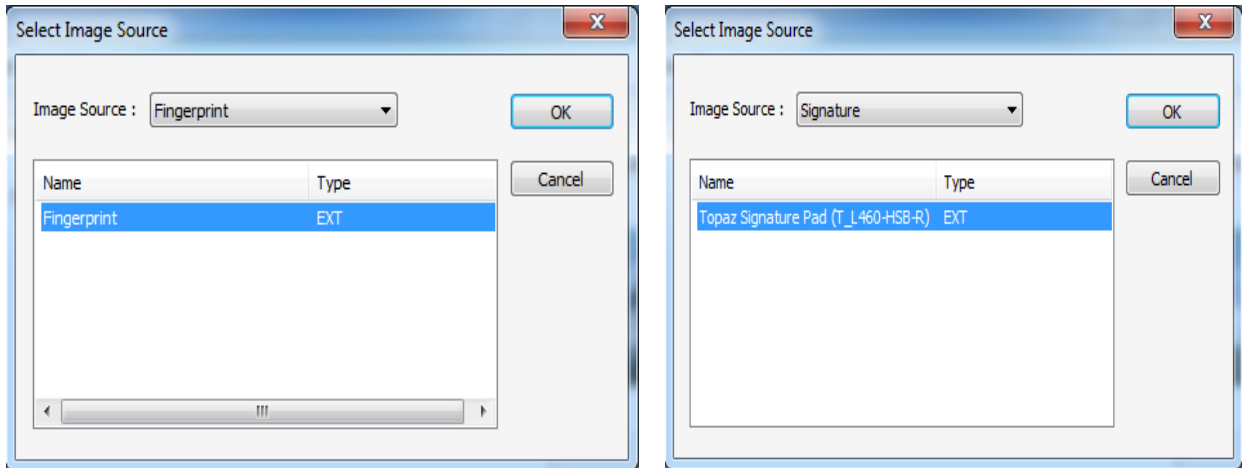 Select Image Source
X
Image Source : Fingerprint
OK
Name Type
Cancel
Fingerprint EXT
Select Image Source
X
Image Source : Signature
OK
Name Type
Cancel
Topaz Signature Pad (T_L460-HSB-R) EXT